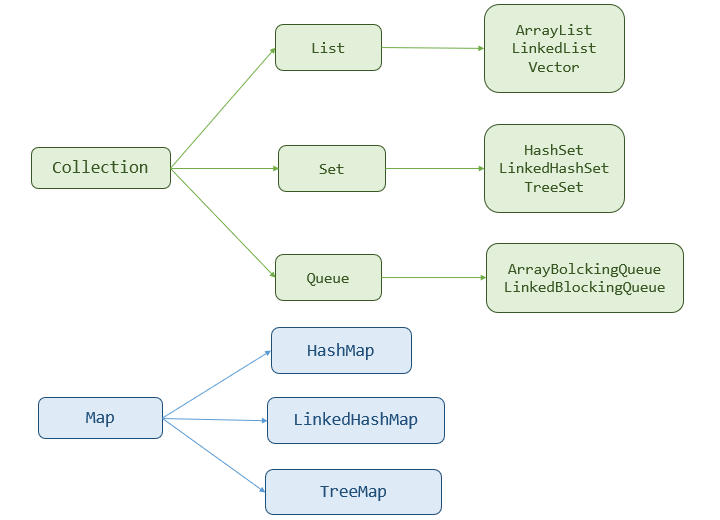 Collection
List
ArrayList
LinkedList
Vector
Set
HashSet
LinkedHashSet
TreeSet
Queue
ArrayBolckingQueue
LinkedBlockingQueue
Map
HashMap
LinkedHashMap
TreeMap